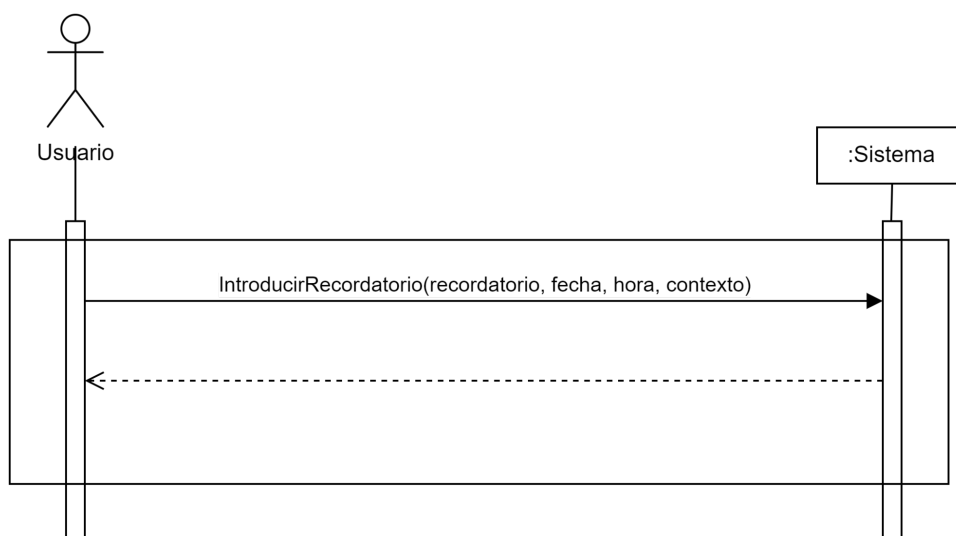 Usuario
:Sistema
IntroducirRecordatorio(recordatorio, fecha, hora, contexto)